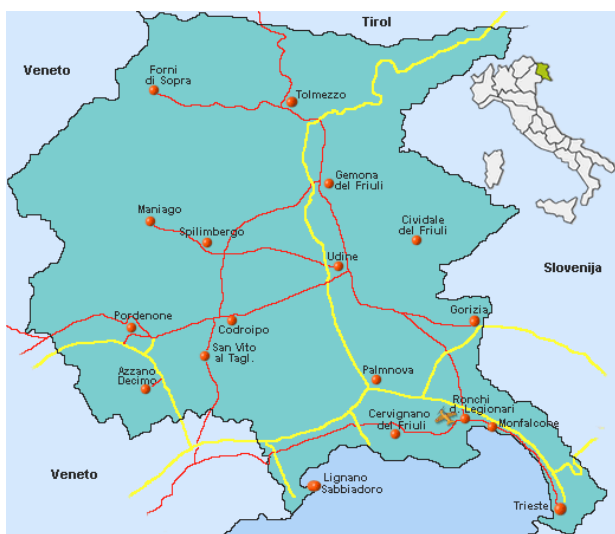 Tirol
Veneto
Forni
di Sopra
Tolmezzo
Gemona
del Friuli
Maniago
Spilimbergo
Cividale
del Friuli
Udine
Slovenija
Pordenone
Codroipo
Gorizia
San Vito
al Tagl.
Azzano
Decimo
Palmnova
Ronchi
d. Legionari
Cervignano
del Friuli
Monfalcone
Veneto
Lignano
Sabbiadoro
Trieste